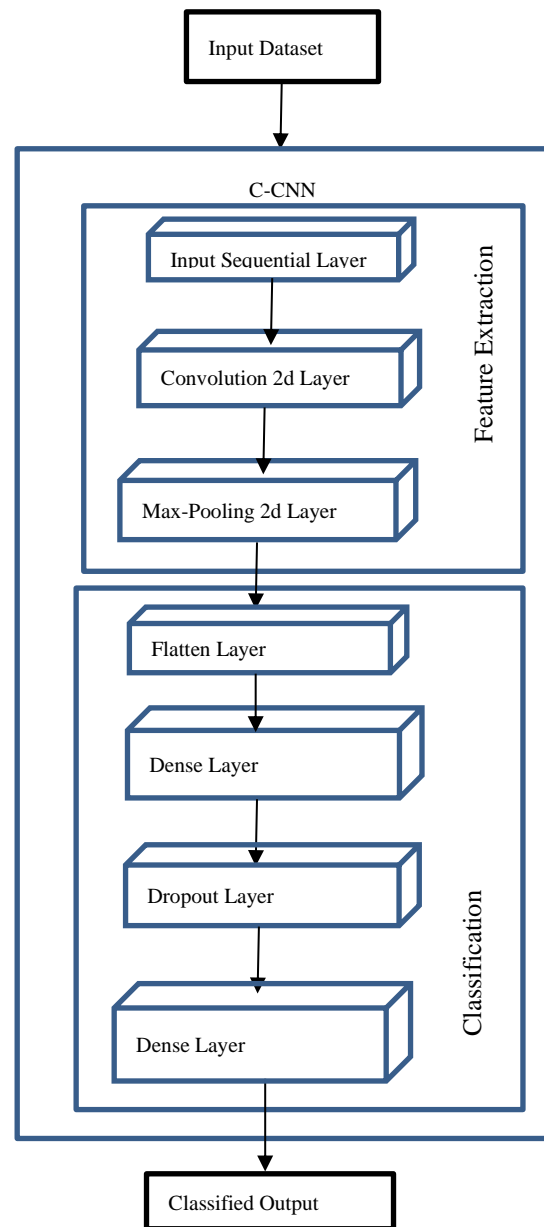 Input Dataset
C-CNN
Input Sequential Layer
Convolution 2d Layer
Max-Pooling 2d Layer
Feature Extraction
Flatten Layer
Dense Layer
Dropout Layer
Dense Layer
Classification
Classified Output